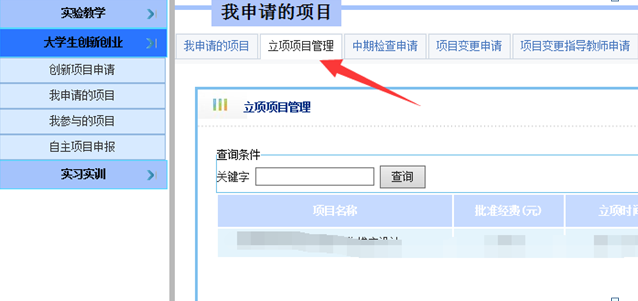 实验教学
大学生创新创业
创新项目申请
我申请的项目
我参与的项目
自主项目申报
实习实训
我申请的项目
我申请的项目 立项项目管理 中期检查申请 项目变更申请 项目变更指导教师申请
立项项目管理
查询条件
关键字 查询
项目名称 批准经费(元) 立项时间